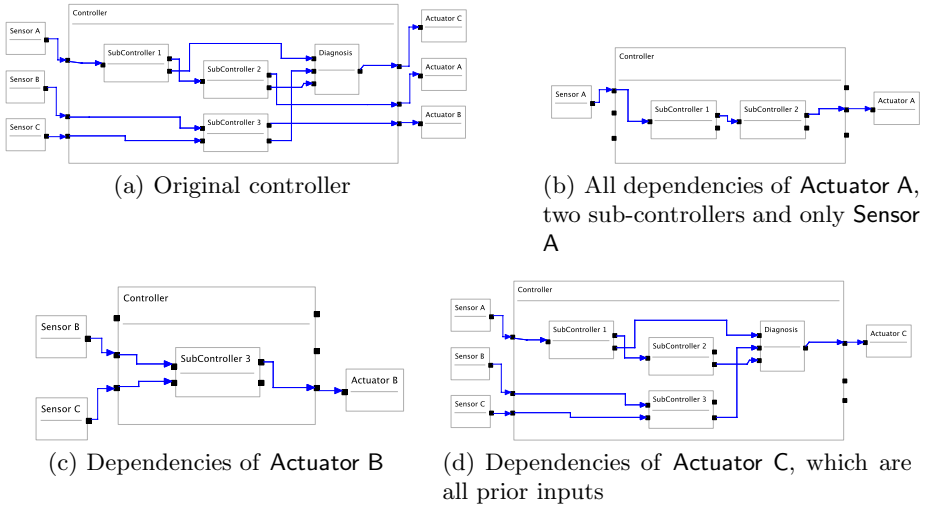 Controller
Actuator C
Sensor A
SubController 1
Diagnosis
SubController 2
Actuator A
Sensor B
SubController 3
Actuator B
Sensor C
(a) Original controller
Controller
Sensor A
SubController 1
SubController 2
Actuator A
(b) All dependencies of Actuator A,
two sub-controllers and only Sensor
A
Controller
Sensor B
SubController 3
Actuator B
Sensor C
(c) Dependencies of Actuator B
Controller
Sensor A
SubController 1
Diagnosis
Actuator C
SubController 2
Sensor B
SubController 3
Sensor C
(d) Dependencies of Actuator C, which are
all prior inputs